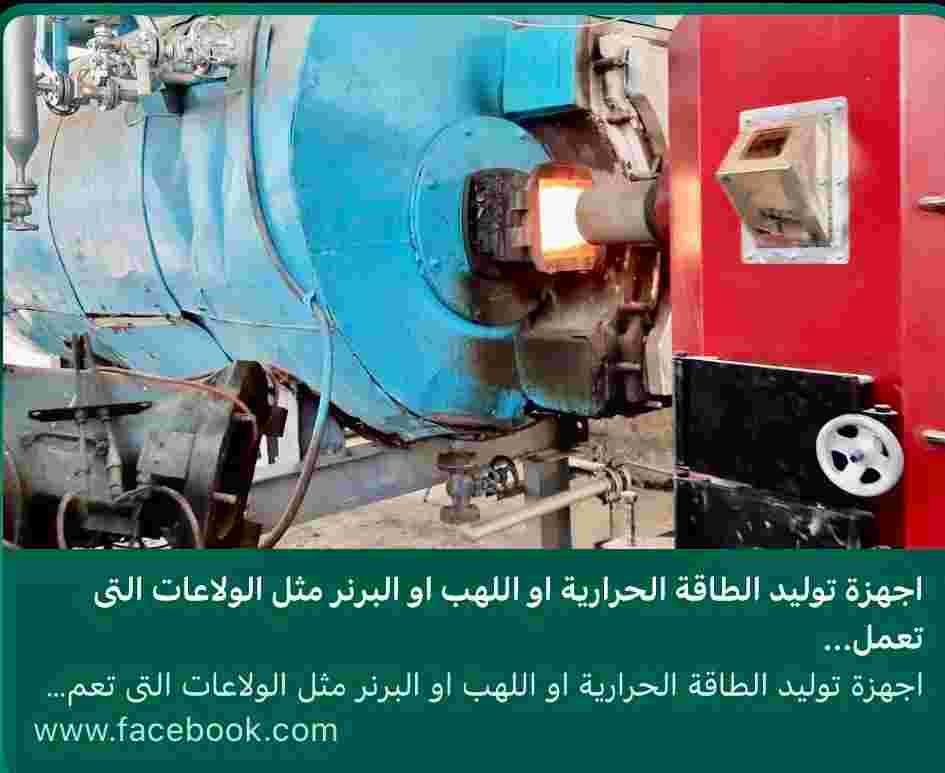 اجهزة توليد الطاقة الحرارية او اللهب او البرنر مثل الولاعات التى
تعمل...
اجهزة توليد الطاقة الحرارية او اللهب او البرنر مثل الولاعات التى تعم...
www.facebook.com